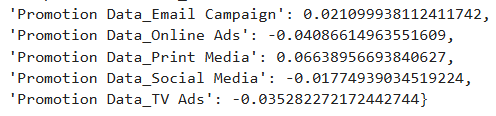 'Promotion Data_Email Campaign': 0.021099938112411742,
'Promotion Data_Online Ads': -0.04086614963551609,
'Promotion Data_Print Media': 0.06638956693840627,
'Promotion Data_Social Media': -0.01774939034519224,
'Promotion Data_TV Ads': -0.035282272172442744}